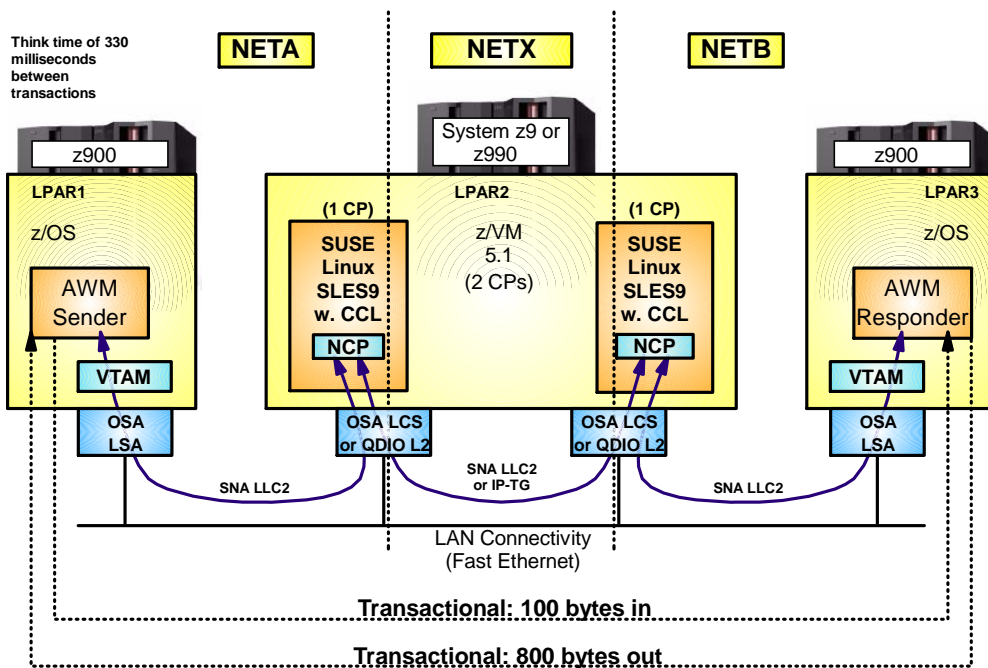 Think time of 330
milliseconds
between
transactions
NETA
NETX
NETB
z900
System z9 or
z990
z900
LPAR1
z/OS
AWM
Sender
VTAM
OSA
LSA
LPAR2
(1 CP)
SUSE
Linux
SLES9
w. CCL
NCP
z/VM
5.1
(2 CPs)
(1 CP)
SUSE
Linux
SLES9
w. CCL
NCP
OSA LCS
or QDIO L2
OSA LCS
or QDIO L2
LPAR3
z/OS
AWM
Responder
VTAM
OSA
LSA
SNA LLC2
SNA LLC2
or IP-TG
SNA LLC2
LAN Connectivity
(Fast Ethernet)
Transactional: 100 bytes in
Transactional: 800 bytes out